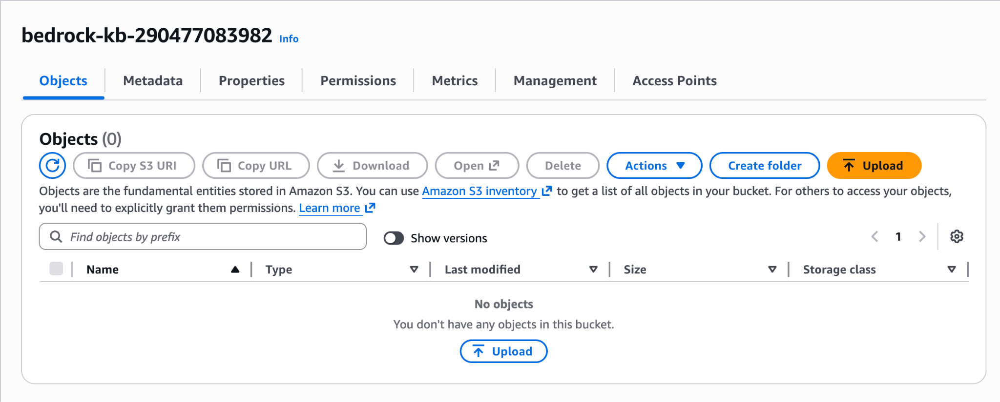 bedrock-kb-290477083982 Info
Objects Metadata Properties Permissions Metrics Management Access Points
Objects (0)
Copy S3 URI Copy URL Download Open Delete Actions Create folder Upload
Objects are the fundamental entities stored in Amazon S3. You can use Amazon S3 inventory to get a list of all objects in your bucket. For others to access your objects,
you'll need to explicitly grant them permissions. Learn more
Find objects by prefix Show versions 1
Name Type Last modified Size Storage class
No objects
You don't have any objects in this bucket.
Upload